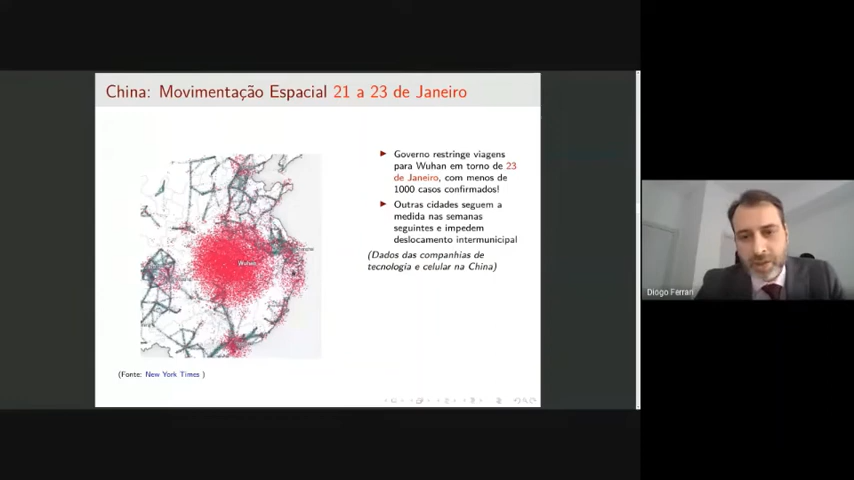 China: Movimentação Espacial 21 a 23 de Janeiro
Governo restringe viagens
para Wuhan em torno de 23
de Janeiro, com menos de
1000 casos confirmados!
Outras cidades seguem a
medida nas semanas
seguintes e impedem
deslocamento intermunicipal
(Dados das companhias de
tecnologia e celular na China)
Wuhan
(Fonte: New York Times )
Diogo Ferrari